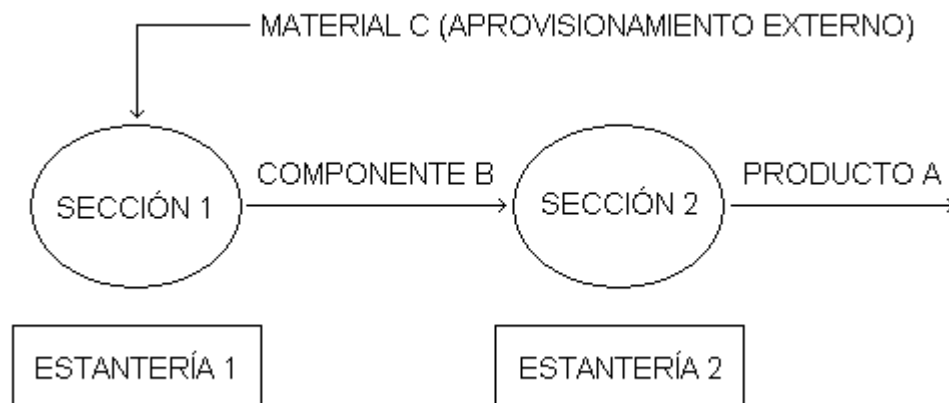 MATERIAL C (APROVISIONAMIENTO EXTERNO)
SECCIÓN 1
COMPONENTE B
SECCIÓN 2
PRODUCTO A
ESTANTERÍA 1
ESTANTERÍA 2